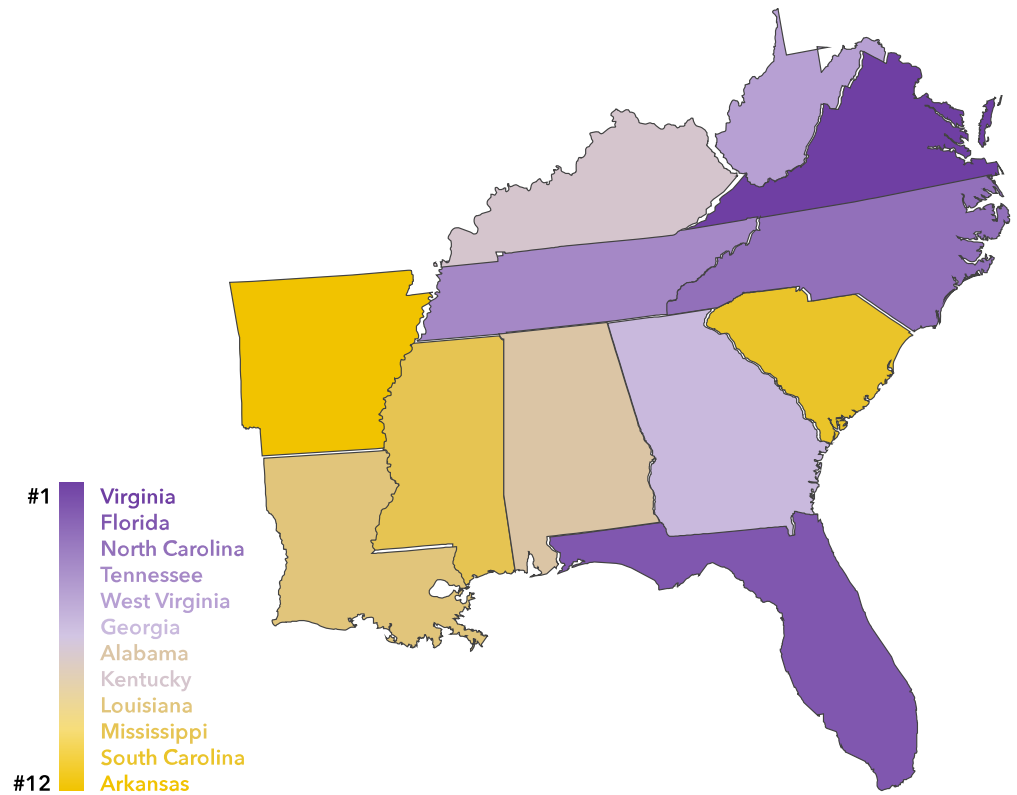 #1
Virginia
Florida
North Carolina
Tennessee
West Virginia
Georgia
Alabama
Kentucky
Louisiana
Mississippi
South Carolina
#12
Arkansas